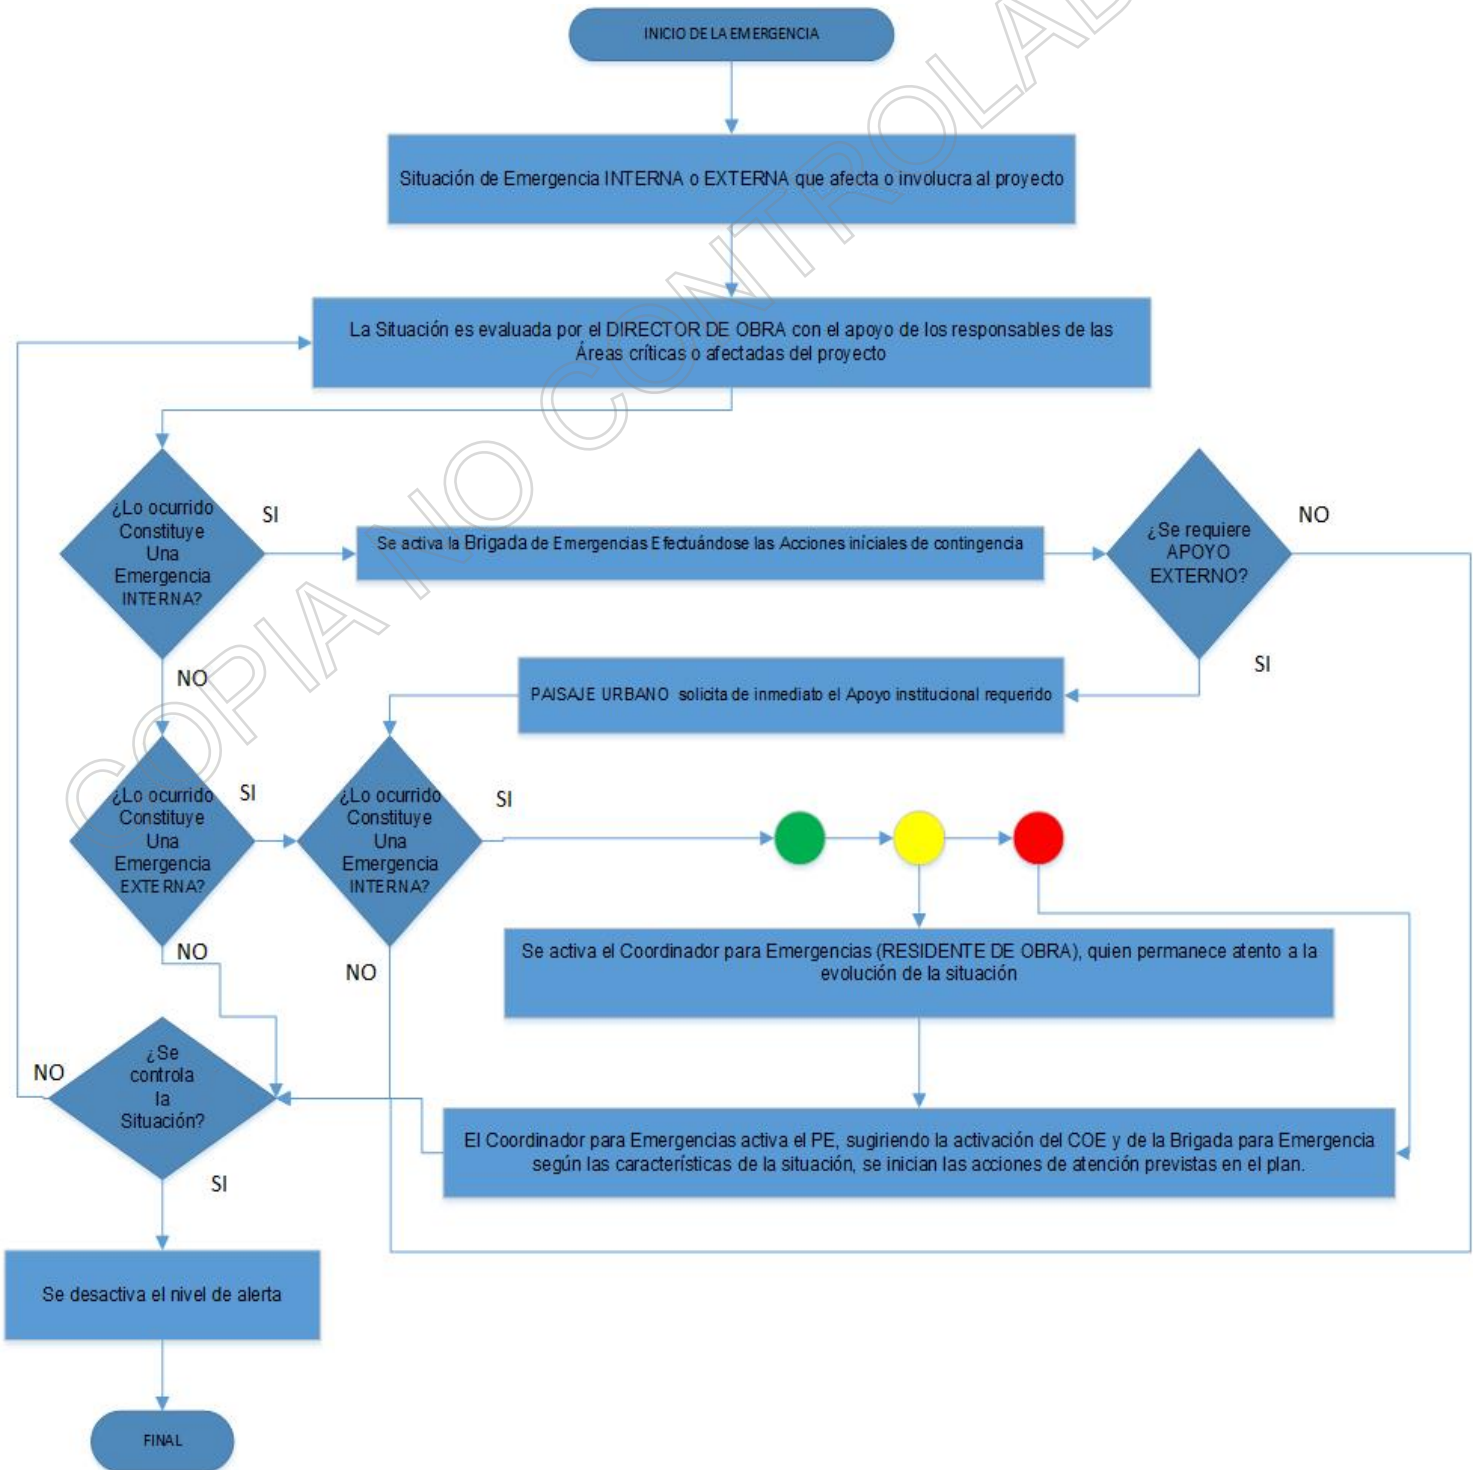 INICIO DE LA EMERGENCIA
Situación de Emergencia INTERNA o EXTERNA que afecta o involucra al proyecto
La Situación es evaluada por el DIRECTOR DE OBRA con el apoyo de los responsables de las
Áreas críticas o afectadas del proyecto
¿Lo ocurrido
Constituye
Una
Emergencia
INTERNA?
SI
NO
Se activa la Brigada de Emergencias Efectuándose las Acciones iníciales de contingencia
¿Se requiere
APOYO
EXTERNO?
NO
SI
PAISAJE URBANO solicita de inmediato el Apoyo institucional requerido
¿Lo ocurrido
Constituye
Una
Emergencia
EXTERNA?
SI
NO
¿Lo ocurrido
Constituye
Una
Emergencia
INTERNA?
SI
NO
Se activa el Coordinador para Emergencias (RESIDENTE DE OBRA), quien permanece atento a la
evolución de la situación
El Coordinador para Emergencias activa el PE, sugiriendo la activación del COE y de la Brigada para Emergencia
según las características de la situación, se inician las acciones de atención previstas en el plan.
¿Se
controla
la
Situación?
NO
SI
Se desactiva el nivel de alerta
FINAL
COPIA NO CONTROLAD